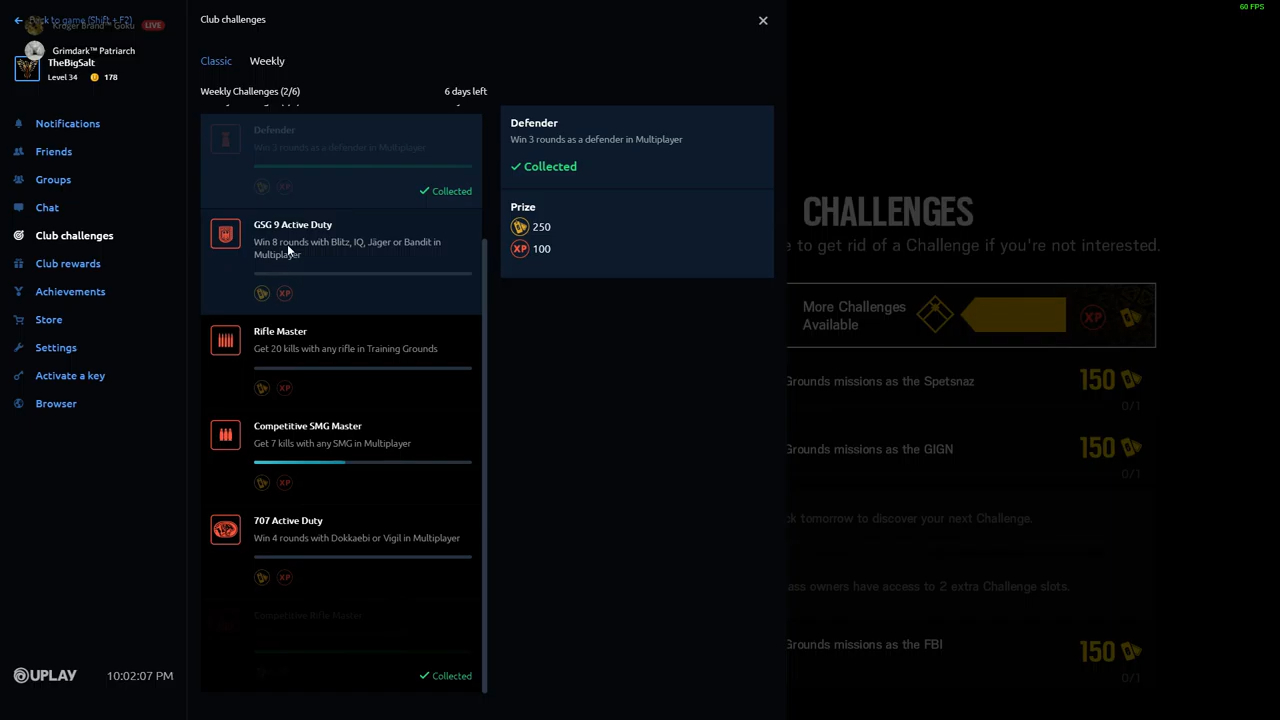 Back to game (Shift + F2)
Kroger Brand™ Goku
LIVE
Grimdark™ Patriarch
TheBigSalt
Level 34
178
Notifications
Friends
Groups
Chat
Club challenges
Club rewards
Achievements
Store
Settings
Activate a key
Browser
UPLAY
10:02:07 PM
Club challenges
Classic
Weekly
Weekly Challenges (2/6)
6 days left
Defender
Win 3 rounds as a defender in Multiplayer
Collected
GSG 9 Active Duty
Win 8 rounds with Blitz, IQ, Jäger or Bandit in
Multiplayer
XP
Rifle Master
Get 20 kills with any rifle in Training Grounds
XP
Competitive SMG Master
Get 7 kills with any SMG in Multiplayer
XP
707 Active Duty
Win 4 rounds with Dokkaebi or Vigil in Multiplayer
XP
Competitive Rifle Master
Collected
Defender
Win 3 rounds as a defender in Multiplayer
Collected
Prize
250
XP 100
60 FPS
CHALLENGES
e to get rid of a Challenge if you're not interested.
More Challenges
Available
XP
Grounds missions as the Spetsnaz
150
0/1
Grounds missions as the GIGN
150
0/1
ck tomorrow to discover your next Challenge.
ass owners have access to 2 extra Challenge slots.
Grounds missions as the FBI
150
0/1